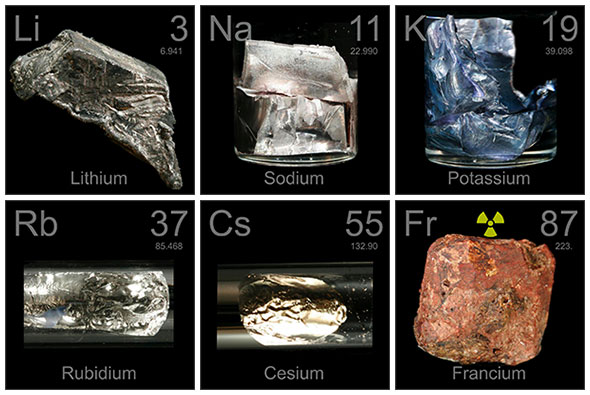 Li 3
6.941
Lithium
Na 11
22.990
Sodium
K 19
39.098
Potassium
Rb 37
85.468
Rubidium
Cs 55
132.90
Cesium
Fr 87
223.
Francium